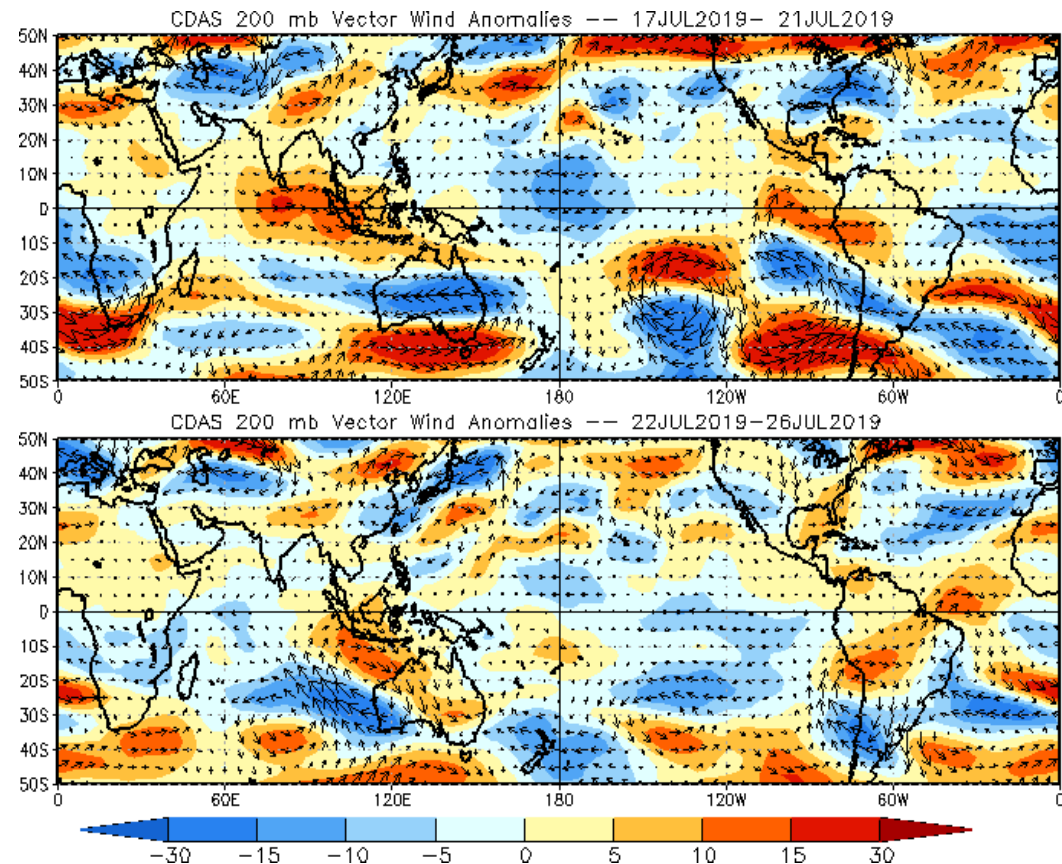 CDAS 200 mb Vector Wind Anomalies -- 17JUL2019- 21JUL2019
50N
40N
30N
20N
10N
0
10S
20S
30S
40S
50S
0 60E 120E 180 120W 60W 0
CDAS 200 mb Vector Wind Anomalies -- 22JUL2019-26JUL2019
50N
40N
30N
20N
10N
0
10S
20S
30S
40S
50S
0 60E 120E 180 120W 60W 0
-30 -15 -10 -5 0 5 10 15 30